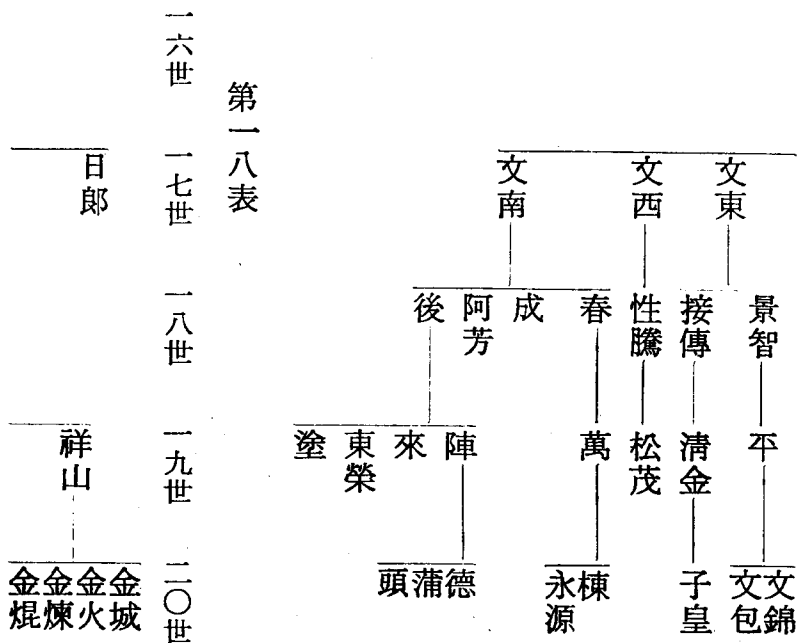 文東
文西
文南
景智
接傳
性騰
春
成
阿芳
後
平
清金
松茂
萬
陣
來
東榮
塗
文錦
文包
子皇
棟
永源
德
蒲
頭
第一八表
一六世
一七世
一八世
一九世
二〇世
日郎
祥山
金城
金火
金煉
金焜